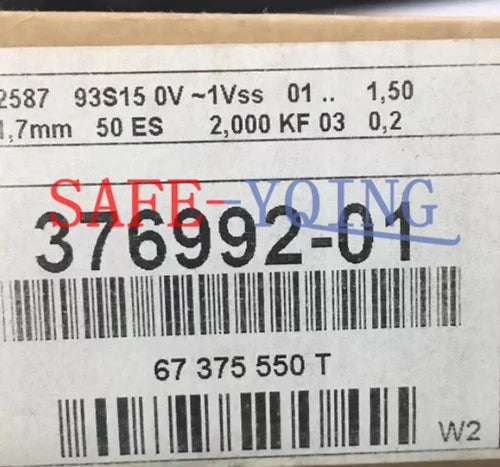 2587 93S15 0V ~1Vss 01 .. 1,50
1,7mm 50 ES 2,000 KF 03 0,2
SAFE-YQING
376992-01
67 375 550 T
W2